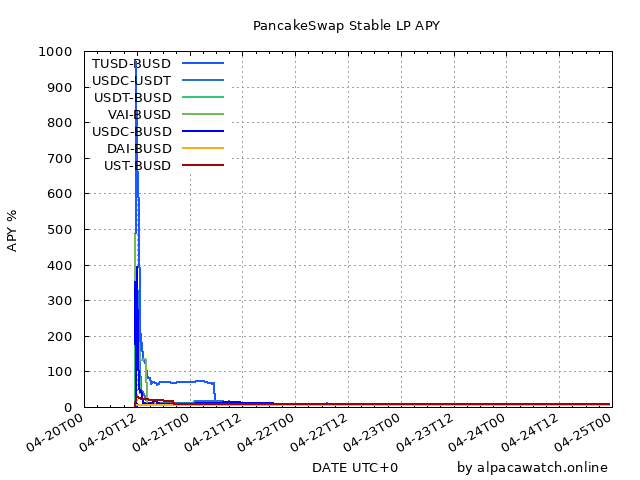 PancakeSwap Stable LP APY
APY %
1000
900
800
700
600
500
400
300
200
100
0
TUSD-BUSD
USDC-USDT
USDT-BUSD
VAI-BUSD
USDC-BUSD
DAI-BUSD
UST-BUSD
04-20T00
04-20T12
04-21T00
04-21T12
04-22T00
04-22T12
04-23T00
04-23T12
04-24T00
04-24T12
04-25T00
DATE UTC+0
by alpacawatch.online